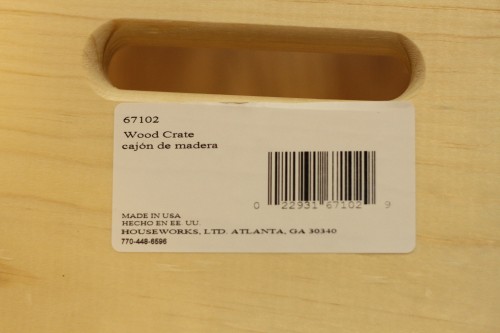 67102
Wood Crate
cajón de madera
0 22931 67102 9
MADE IN USA
HECHO EN EE. UU.
HOUSEWORKS, LTD. ATLANTA, GA 30340
770-448-6596